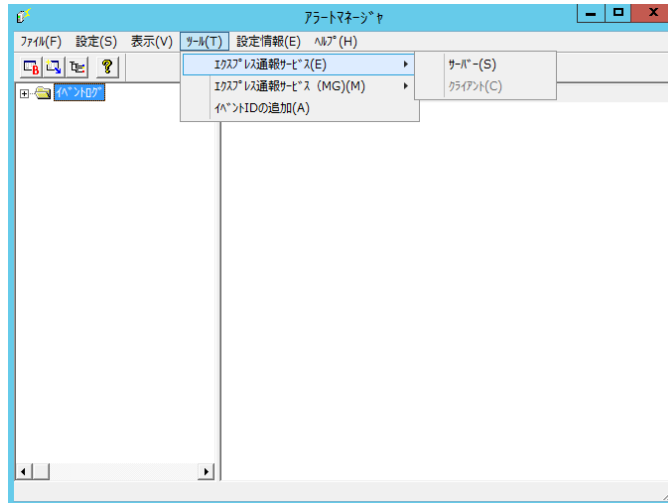 アラートマネージャ
ファイル(F) 設定(S) 表示(V) ツール(T) 設定情報(E) ヘルプ(H)
エクスプレス通報サービス(E)
サーバー(S)
エクスプレス通報サービス (MG)(M)
クライアント(C)
イベントIDの追加(A)
イベントログ